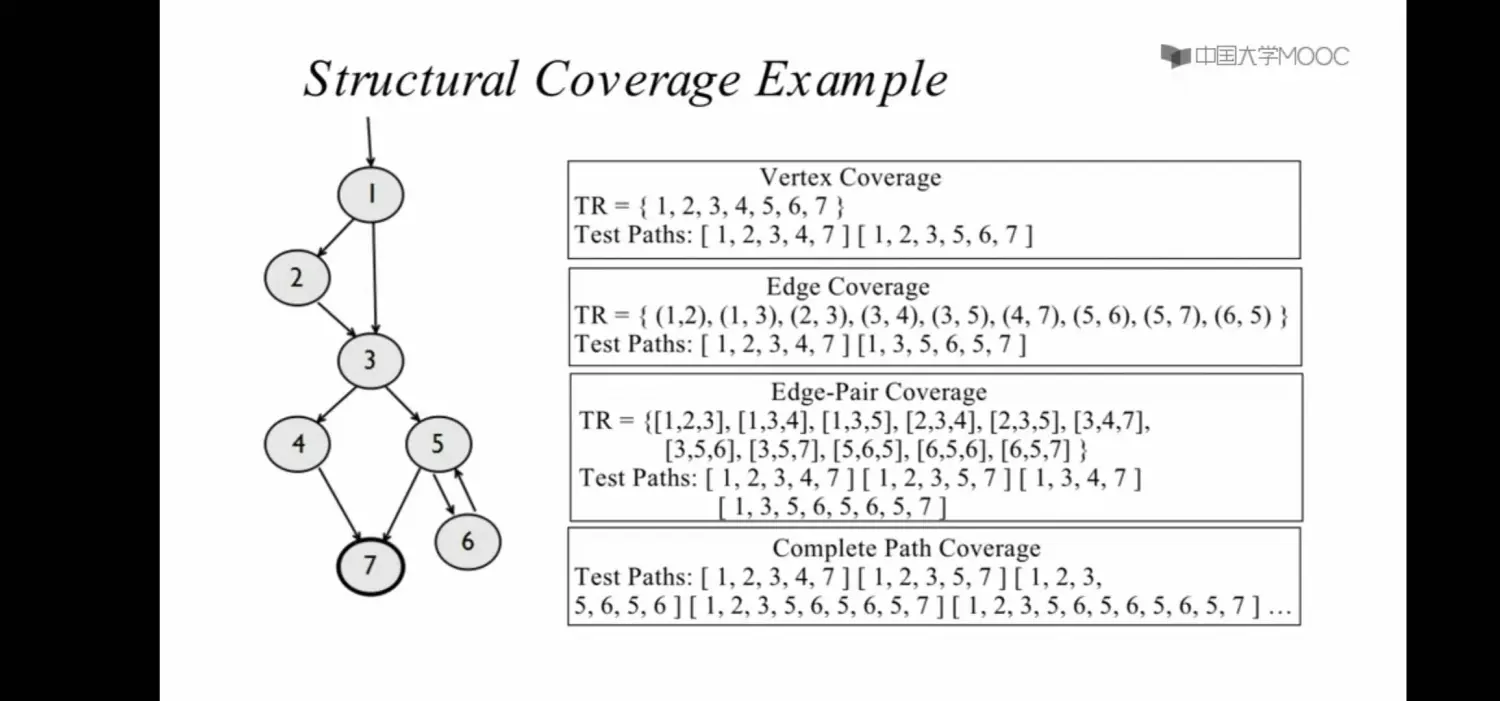 中国大学MOOC
Structural Coverage Example
1
2
3
4
5
6
7
Vertex Coverage
TR = { 1, 2, 3, 4, 5, 6, 7 }
Test Paths: [ 1, 2, 3, 4, 7 ] [ 1, 2, 3, 5, 6, 7 ]
Edge Coverage
TR = { (1,2), (1, 3), (2, 3), (3, 4), (3, 5), (4, 7), (5, 6), (5, 7), (6, 5) }
Test Paths: [ 1, 2, 3, 4, 7 ] [1, 3, 5, 6, 5, 7 ]
Edge-Pair Coverage
TR = {[1,2,3], [1,3,4], [1,3,5], [2,3,4], [2,3,5], [3,4,7],
[3,5,6], [3,5,7], [5,6,5], [6,5,6], [6,5,7] }
Test Paths: [ 1, 2, 3, 4, 7 ] [ 1, 2, 3, 5, 7 ] [ 1, 3, 4, 7 ]
[ 1, 3, 5, 6, 5, 6, 5, 7 ]
Complete Path Coverage
Test Paths: [ 1, 2, 3, 4, 7 ] [ 1, 2, 3, 5, 7 ] [ 1, 2, 3,
5, 6, 5, 6 ] [ 1, 2, 3, 5, 6, 5, 6, 5, 7 ] [ 1, 2, 3, 5, 6, 5, 6, 5, 6, 5, 7 ] …